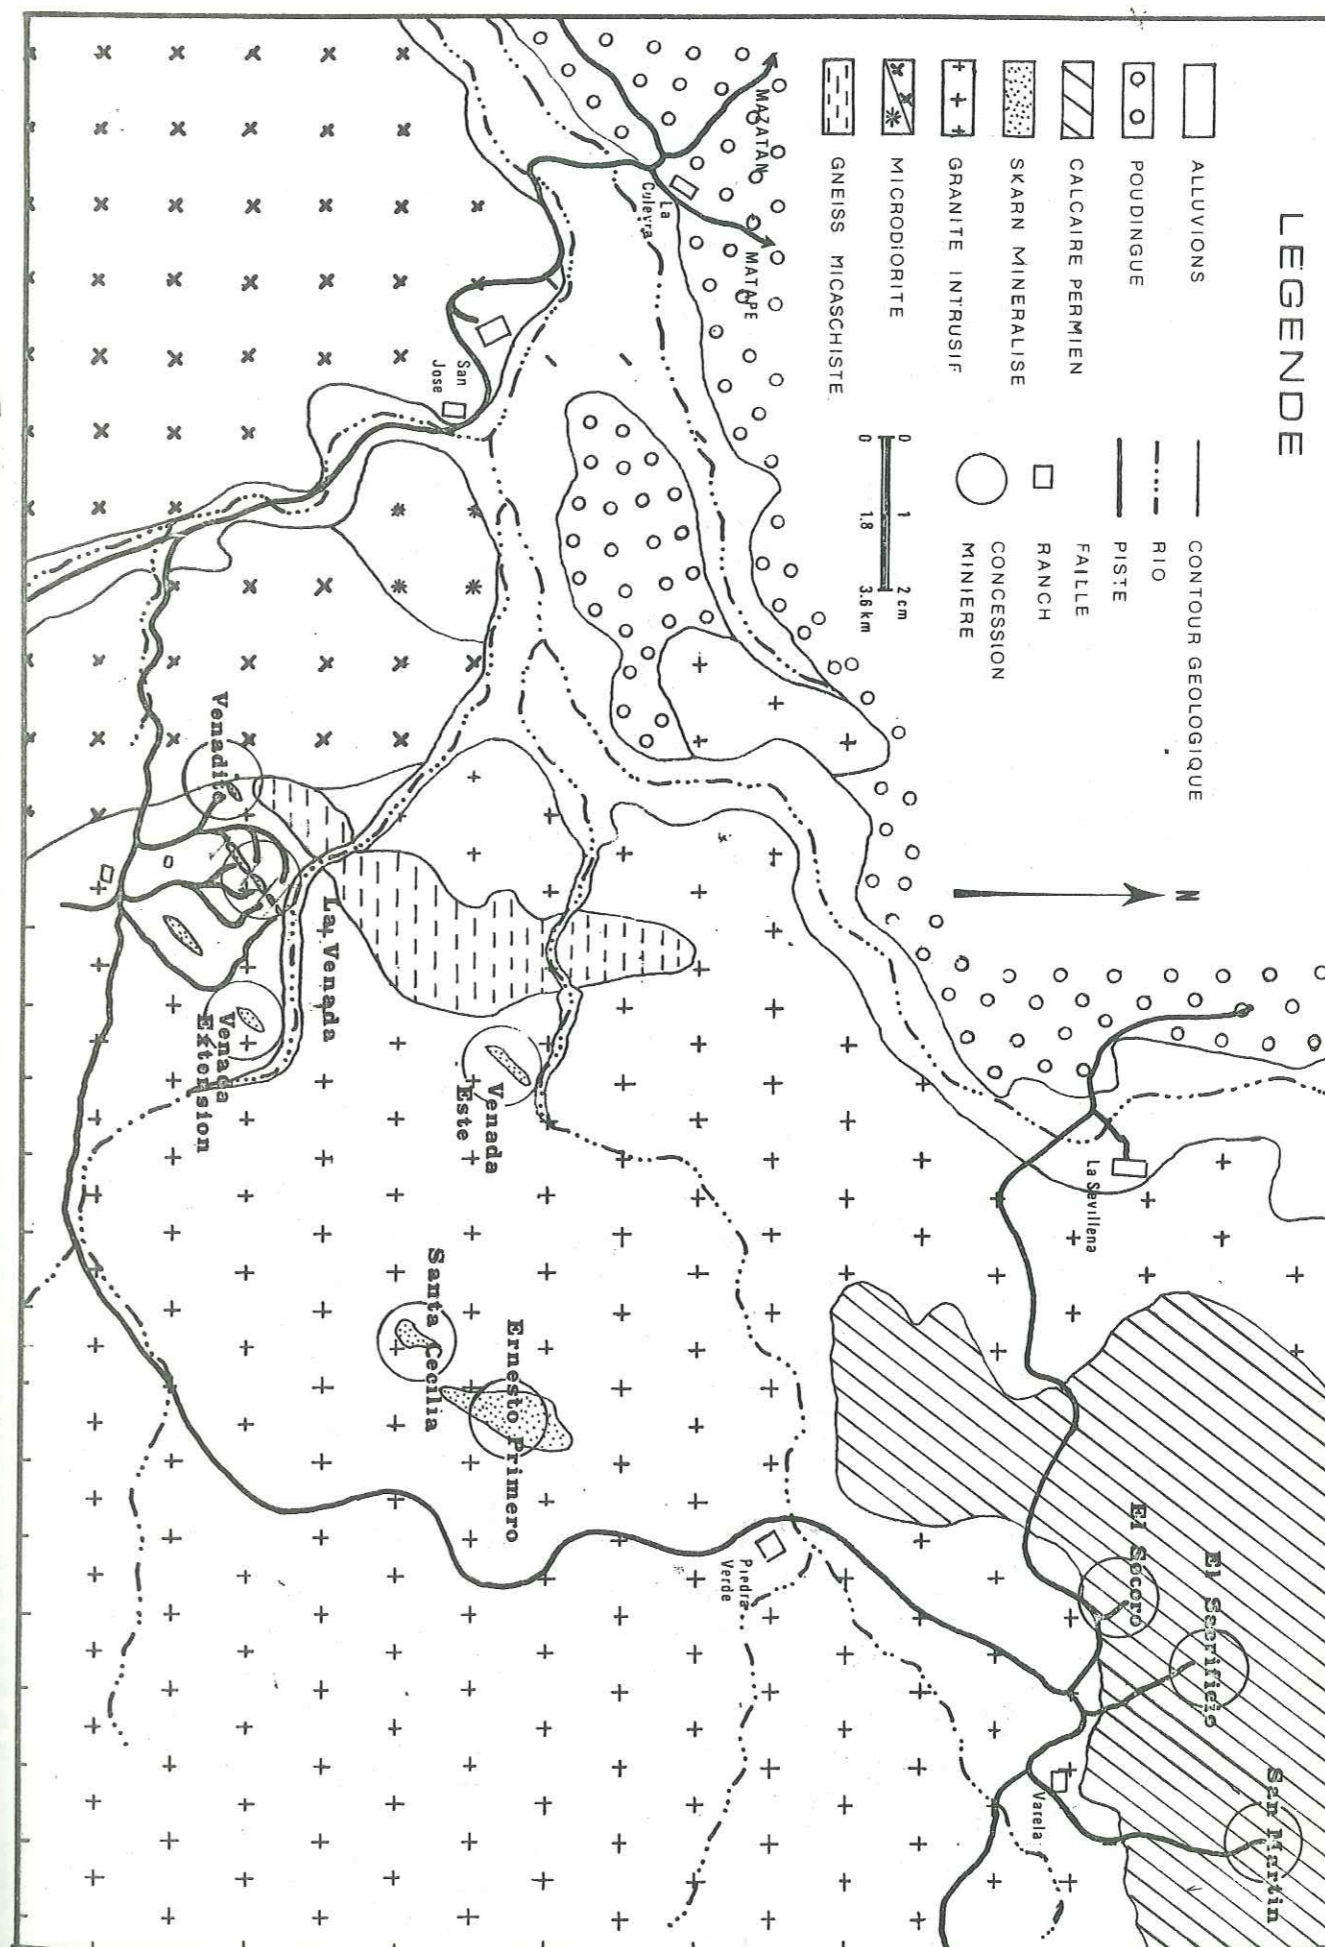 LEGENDE
ALLUVIONS
POUDINGUE
CALCAIRE PERMIEN
SKARN MINERALISE
GRANITE INTRUSIF
MICRODIORITE
GNEISS MICASCHISTE
CONTOUR GEOLOGIQUE
RIO
PISTE
FAILLE
RANCH
CONCESSION
MINIERE
0 1 2 cm
0 1.8 3.6 km
N
MAZATAN
MATAPE
La
Culevra
San
Jose
La Sevillena
El Socoro
El Sacrificio
San Martin
Varela
Piedra
Verde
Ernesto Primero
Santa Cecilia
Venada
Este
La Venada
Venadito
Venada
Extension